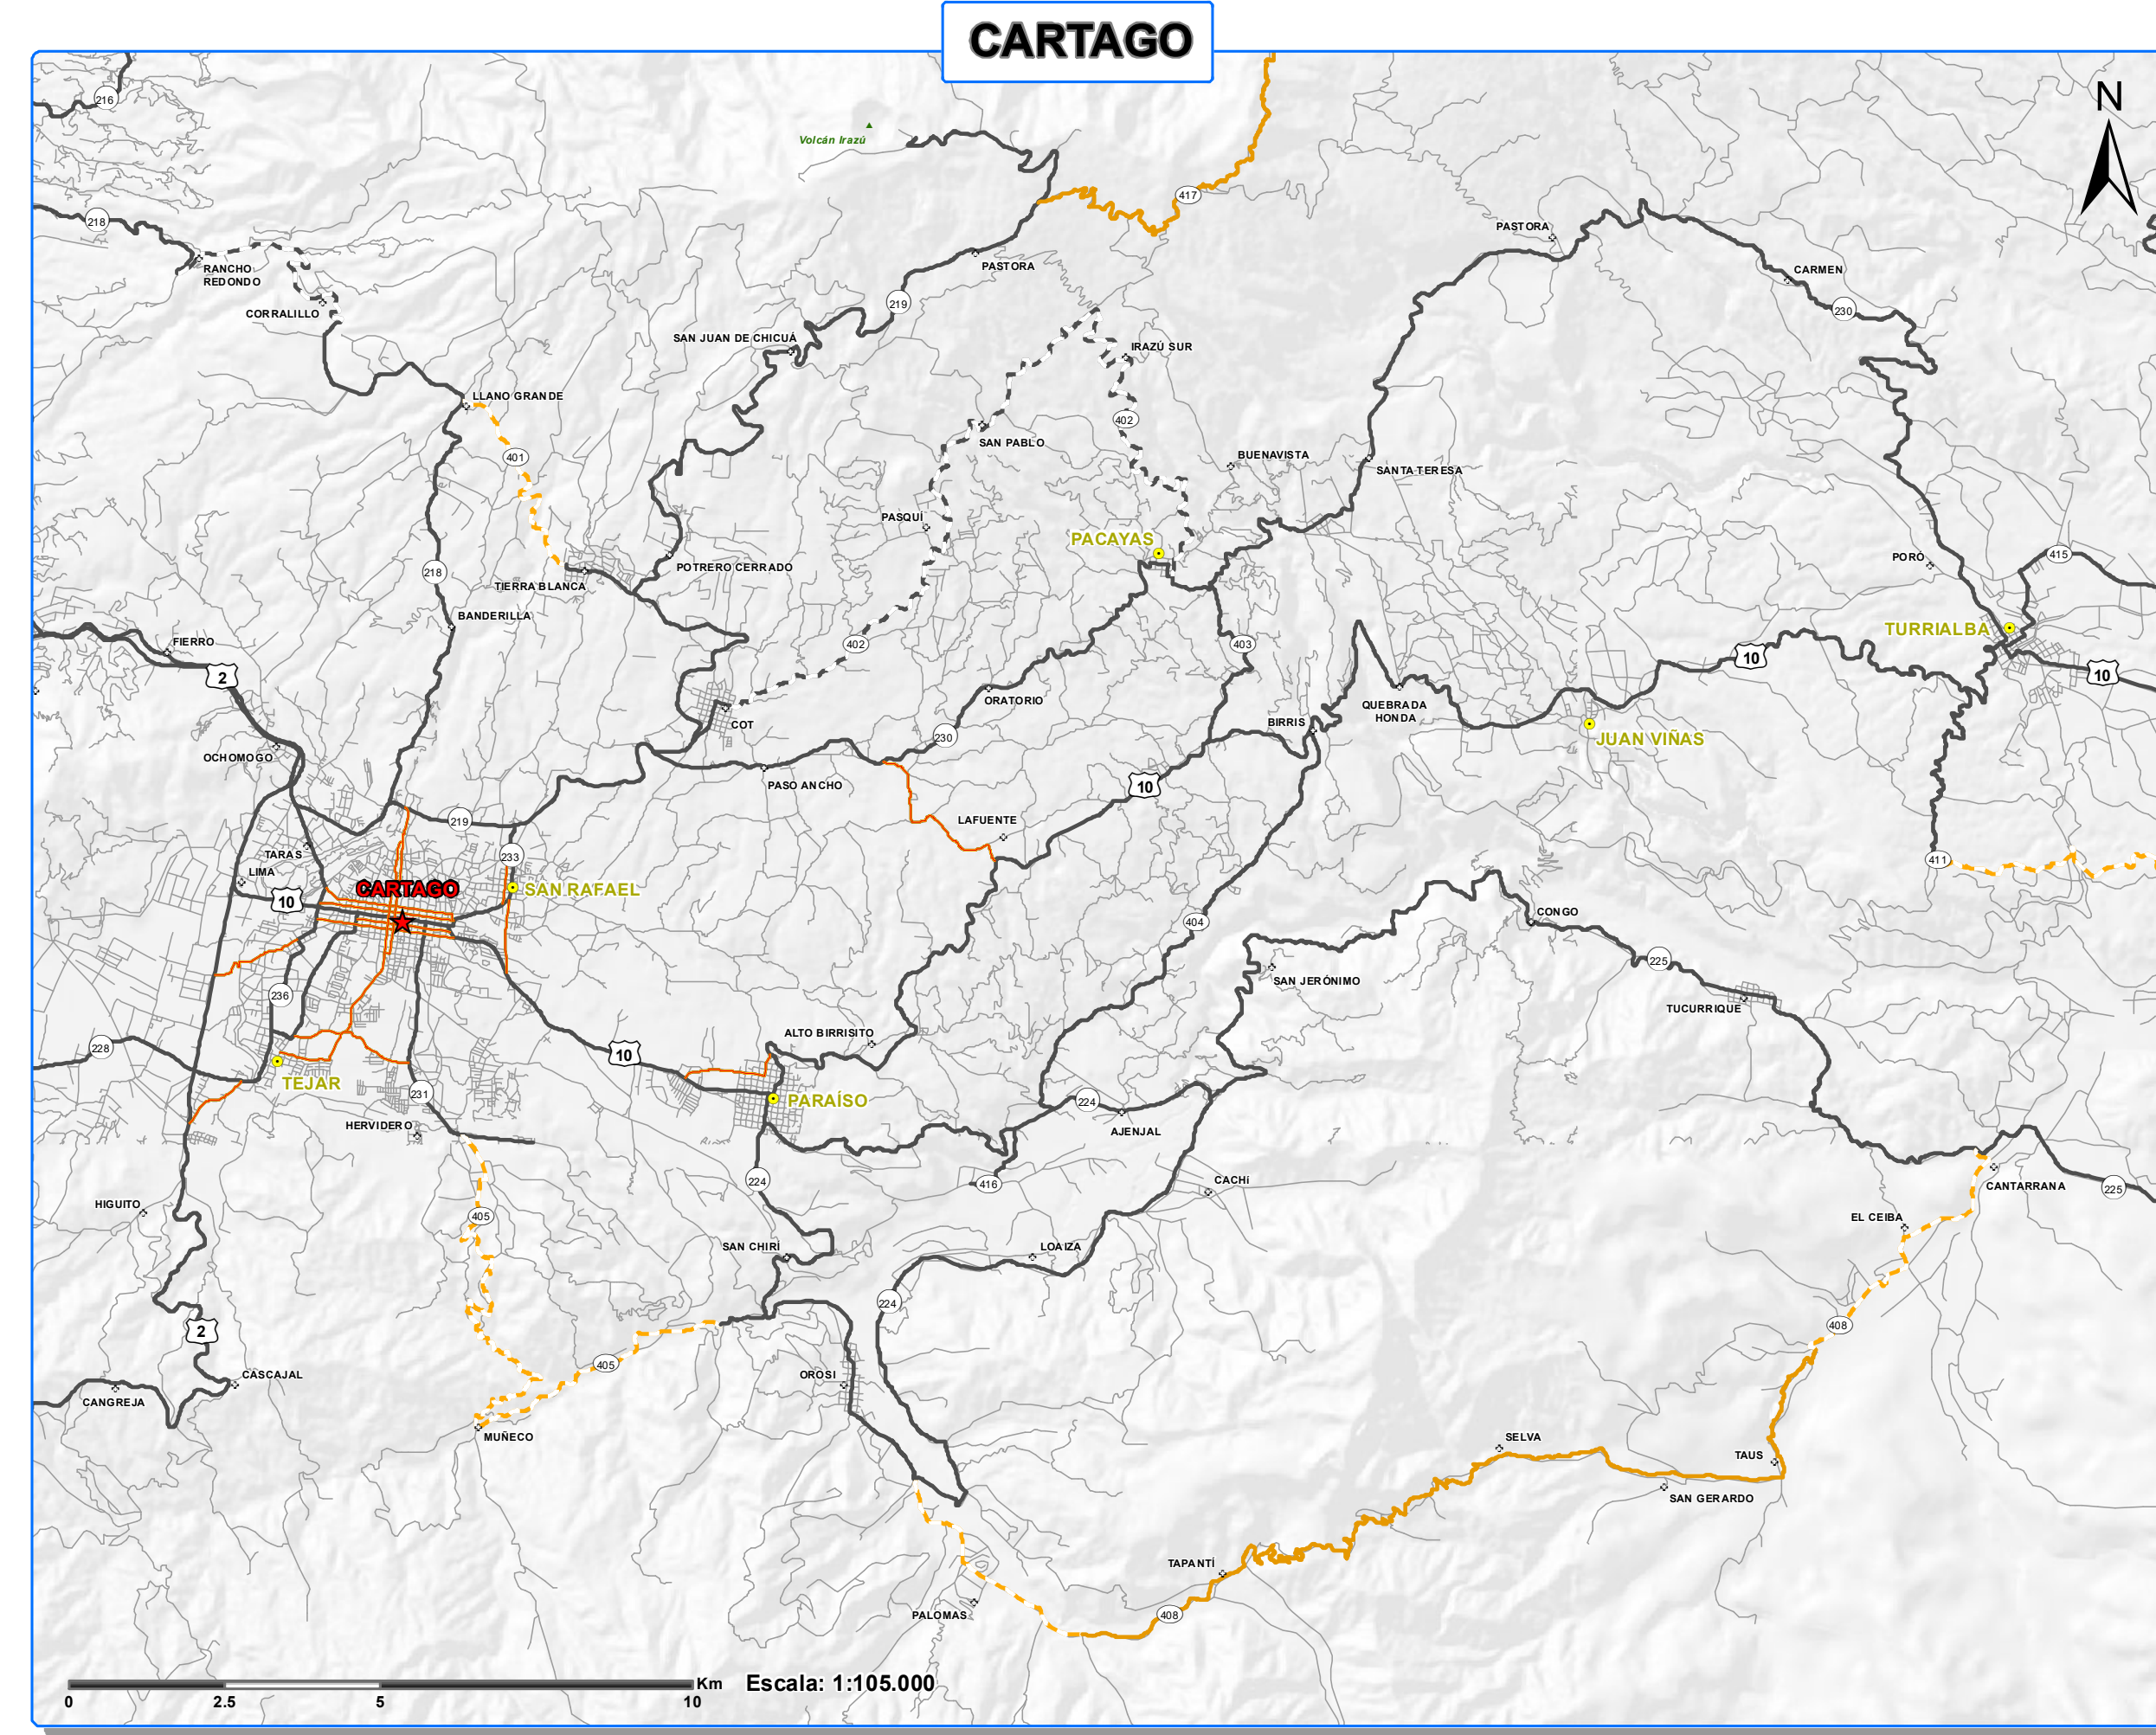 CARTAGO
N
216
Volcán Irazú
417
218
PASTORA
RANCHO
REDONDO
PASTORA
CARMEN
219
230
CORRALILLO
SAN JUAN DE CHICUÁ
IRAZÚ SUR
LLANO GRANDE
402
SAN PABLO
401
BUENAVISTA
SANTA TERESA
PASQUÍ
PACAYAS
415
PORÓ
218
POTRERO CERRADO
TIERRA BLANCA
BANDERILLA
TURRIALBA
FIERRO
402
403
10
2
10
ORATORIO
QUEBRADA
HONDA
COT
BIRRIS
230
JUAN VIÑAS
OCHOMOGO
PASO ANCHO
10
219
LAFUENTE
TARAS
233
411
LIMA
CARTAGO
SAN RAFAEL
10
CONGO
404
225
SAN JERÓNIMO
236
TUCURRIQUE
ALTO BIRRISITO
228
10
TEJAR
231
PARAÍSO
224
HERVIDERO
AJENJAL
224
416
CACHí
CANTARRANA
225
HIGUITO
405
EL CEIBA
SAN CHIRÍ
LOAIZA
224
408
2
405
CASCAJAL
OROSI
CANGREJA
MUÑECO
SELVA
TAUS
SAN GERARDO
TAPANTÍ
PALOMAS
408
Km
Escala: 1:105.000
0
2.5
5
10